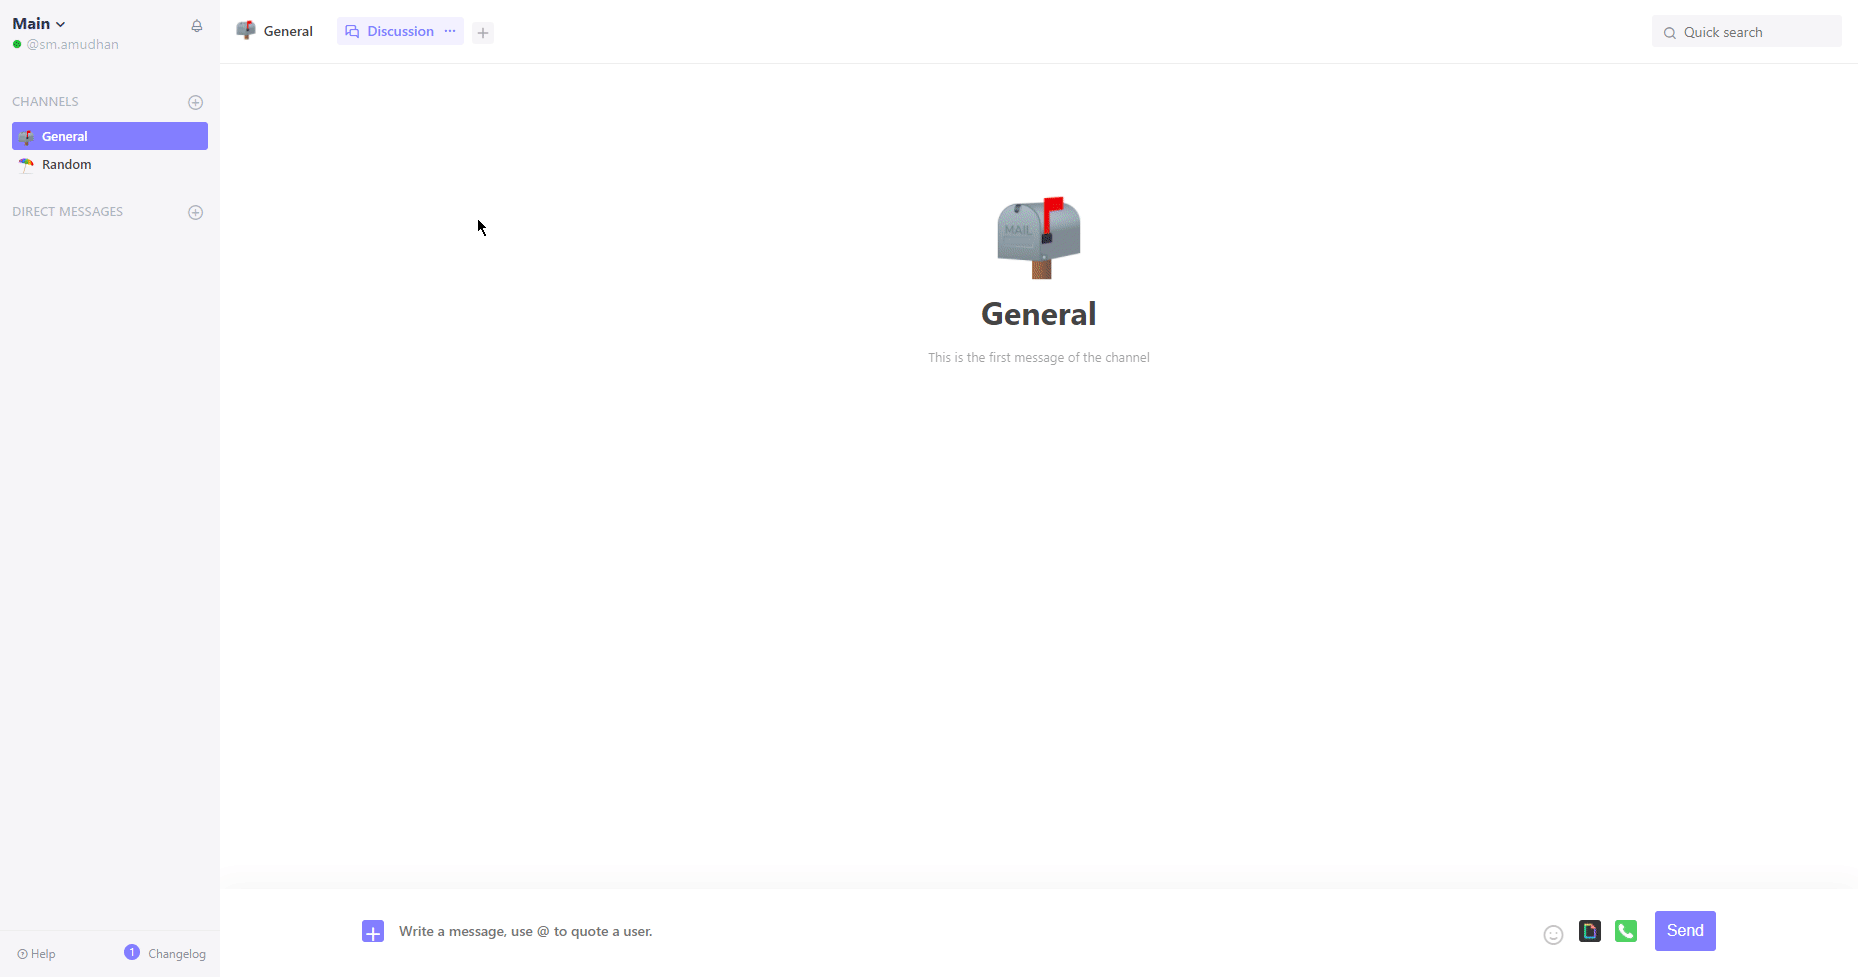 Main
@sm.amudhan
CHANNELS
General
Random
DIRECT MESSAGES
Help
1 Changelog
General
Discussion
Quick search
MAIL
General
This is the first message of the channel
Write a message, use @ to quote a user.
Send